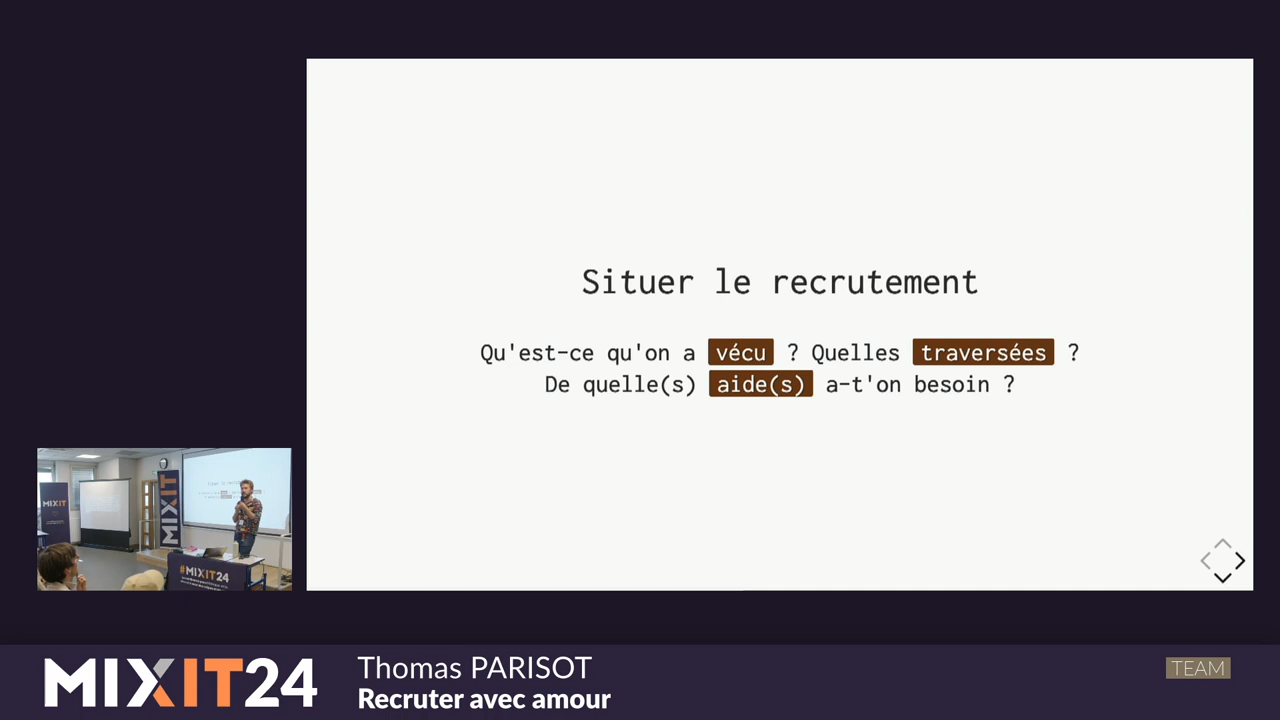 Situer le recrutement
Qu'est-ce qu'on a vécu ? Quelles traversées ?
De quelle(s) aide(s) a-t'on besoin ?
MIXIT
MIXIT
#MIXIT24
MIXIT24
Thomas PARISOT
Recruter avec amour
TEAM